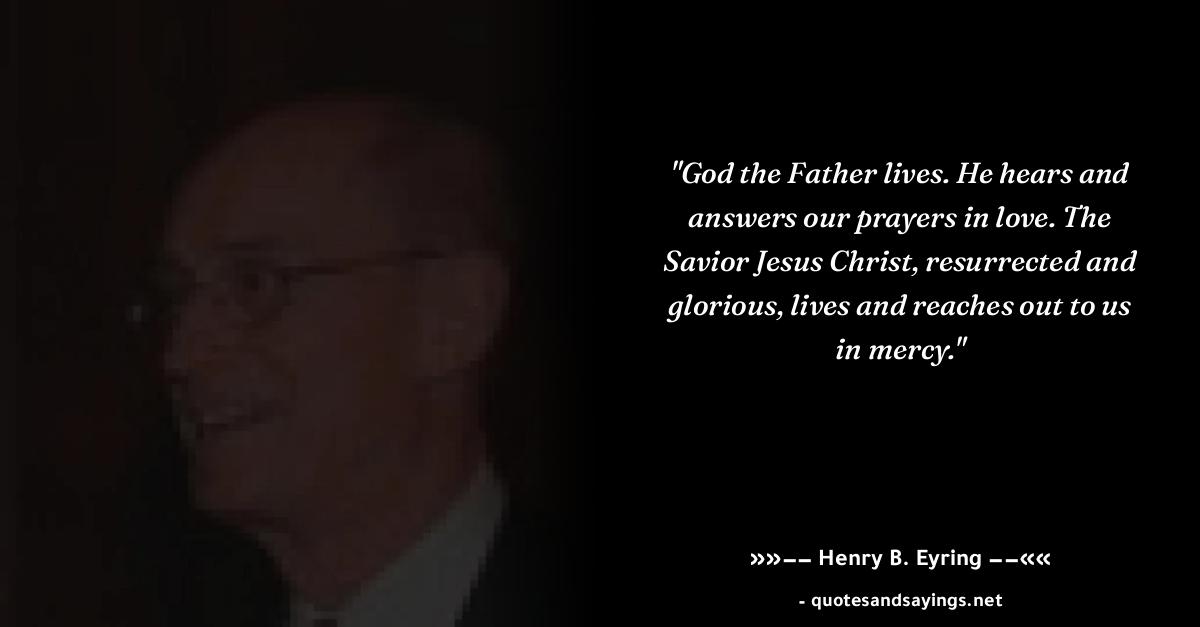 "God the Father lives. He hears and
answers our prayers in love. The
Savior Jesus Christ, resurrected and
glorious, lives and reaches out to us
in mercy."
»»−− Henry B. Eyring −−««
- quotesandsayings.net